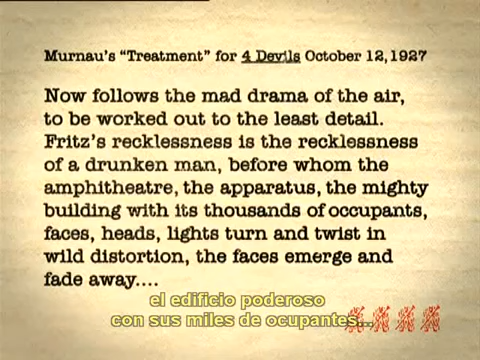 Murnau's "Treatment" for 4 Devils October 12, 1927
Now follows the mad drama of the air,
to be worked out to the least detail.
Fritz's recklessness is the recklessness
of a drunken man, before whom the
amphitheatre, the apparatus, the mighty
building with its thousands of occupants,
faces, heads, lights turn and twist in
wild distortion, the faces emerge and
fade away....
el edificio poderoso
con sus miles de ocupantes...